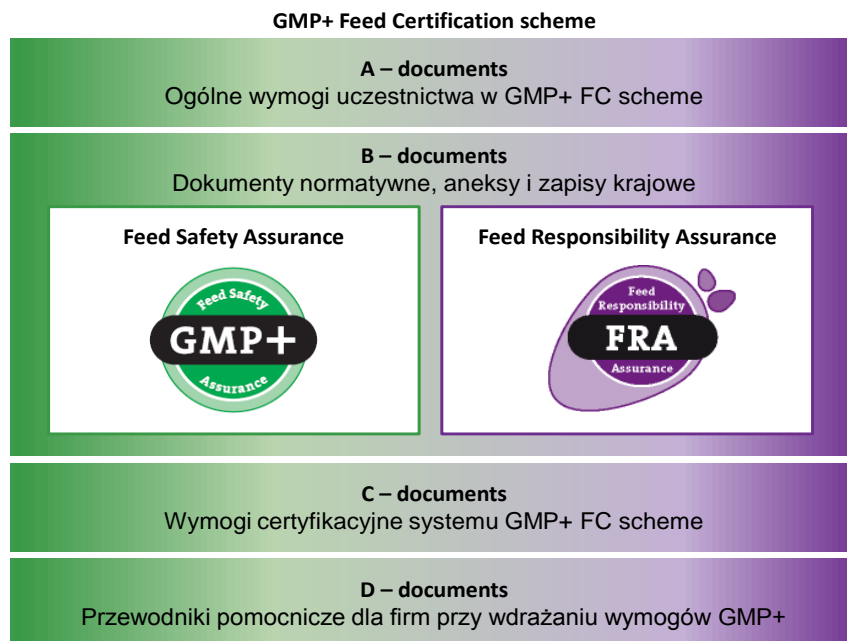 GMP+ Feed Certification scheme
A – documents
Ogólne wymogi uczestnictwa w GMP+ FC scheme
B – documents
Dokumenty normatywne, aneksy i zapisy krajowe
Feed Safety Assurance
Feed Safety
GMP+
Assurance
Feed Responsibility Assurance
Feed
Responsibility
FRA
Assurance
C – documents
Wymogi certyfikacyjne systemu GMP+ FC scheme
D – documents
Przewodniki pomocnicze dla firm przy wdrażaniu wymogów GMP+